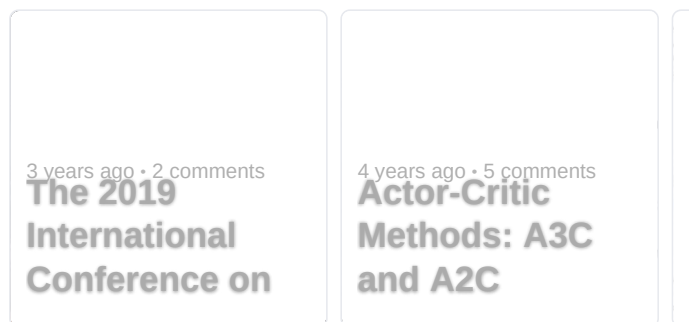 3 years ago • 2 comments
The 2019
International
Conference on
4 years ago • 5 comments
Actor-Critic
Methods: A3C
and A2C